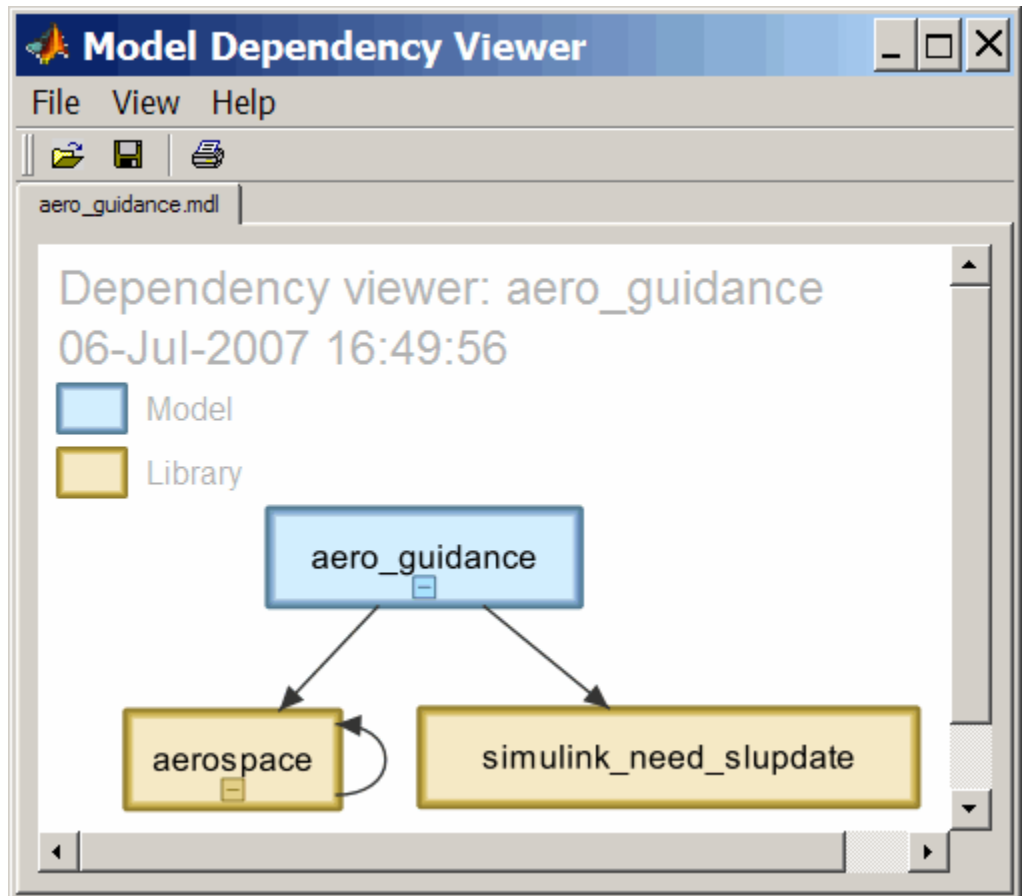 Model Dependency Viewer
File View Help
aero_guidance.mdl
Dependency viewer: aero_guidance
06-Jul-2007 16:49:56
Model
Library
aero_guidance
aerospace
simulink_need_slupdate